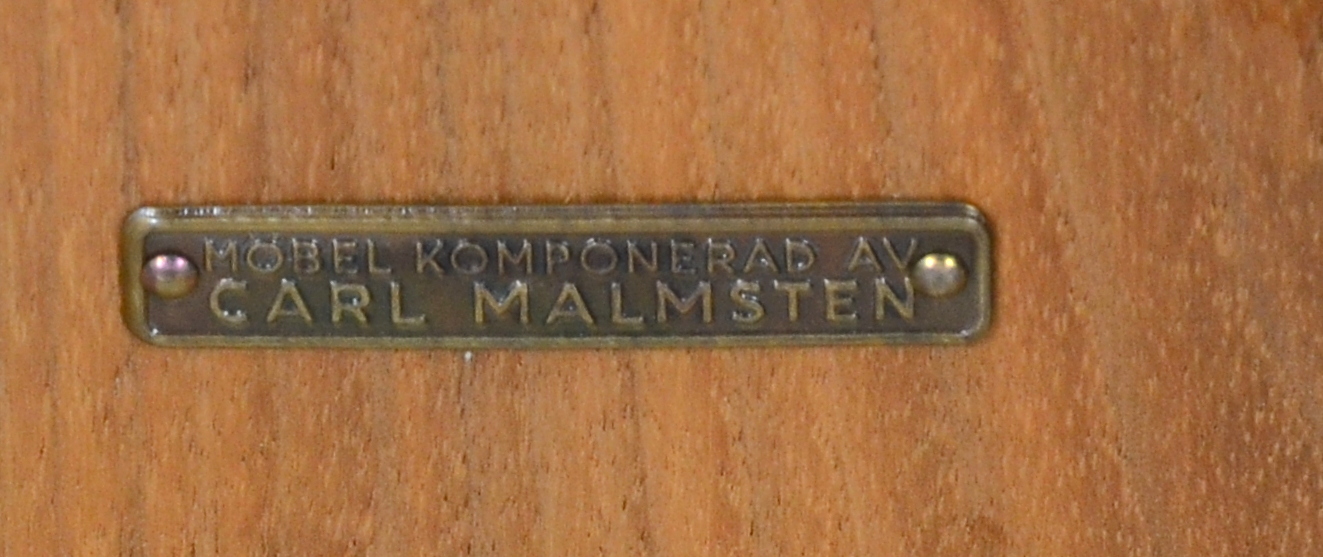 MÖBEL KOMPONERAD AV
CARL MALMSTEN